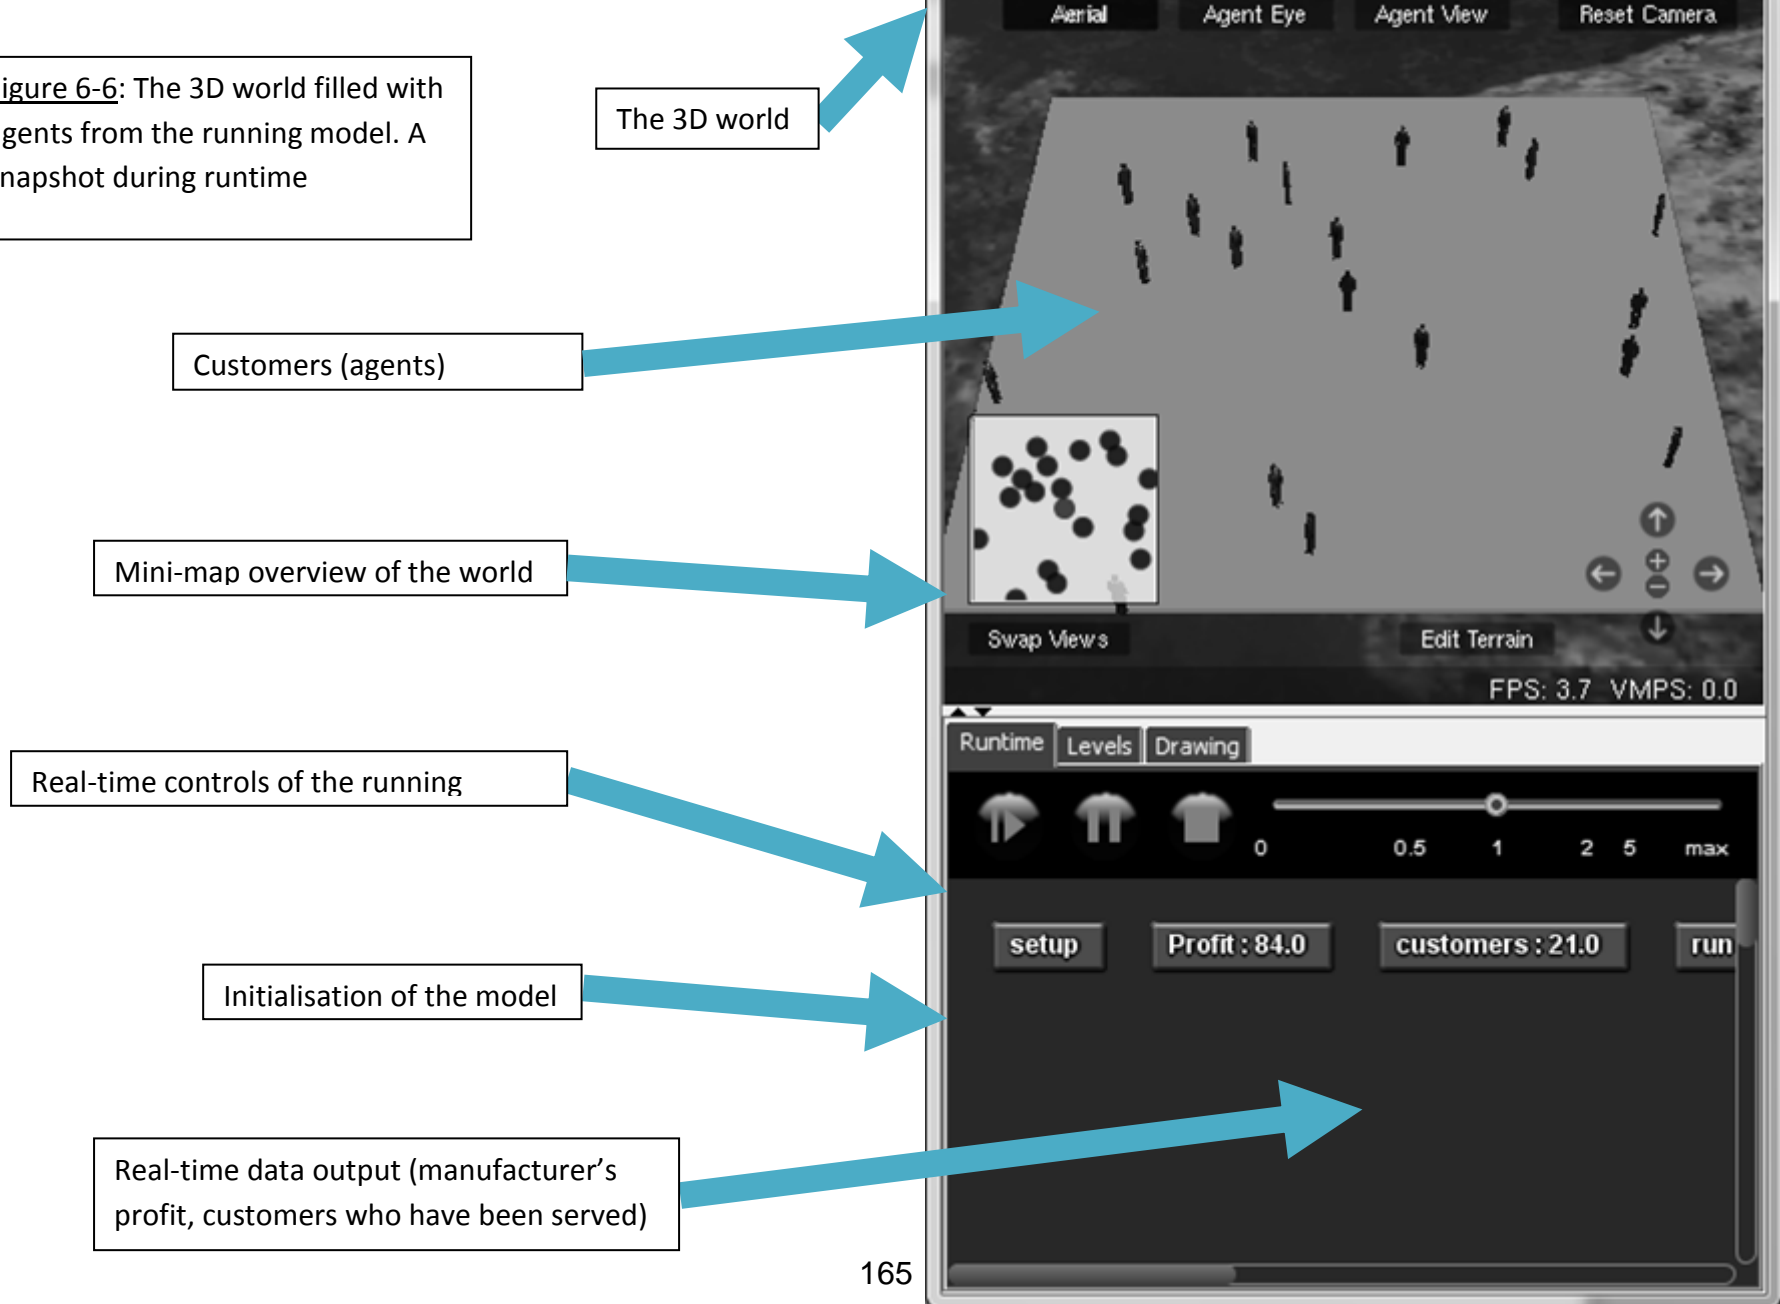 Aerial Agent Eye Agent View Reset Camera
igure 6-6: The 3D world filled with
gents from the running model. A
napshot during runtime
The 3D world
Customers (agents)
Mini-map overview of the world
Swap Views Edit Terrain
FPS: 3.7 VMPS: 0.0
Runtime Levels Drawing
Real-time controls of the running
0 0.5 1 2 5 max
setup Profit : 84.0 customers : 21.0 run
Initialisation of the model
Real-time data output (manufacturer's
profit, customers who have been served)
165